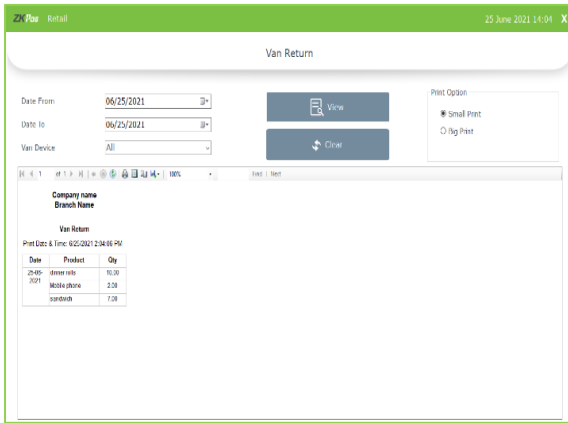 ZKPos Retail 25 June 2021 14:04 X
Van Return
Date From 06/25/2021
Date To 06/25/2021
Van Device All
View
Clear
Print Option
Small Print
Big Print
1 of 1 100% Find | Next
Company name
Branch Name
Van Return
Print Date & Time: 6/25/2021 2:04:06 PM
Date Product Qty
25-06-2021 dinner rolls 10.00
Mobile phone 2.00
sandwich 7.00